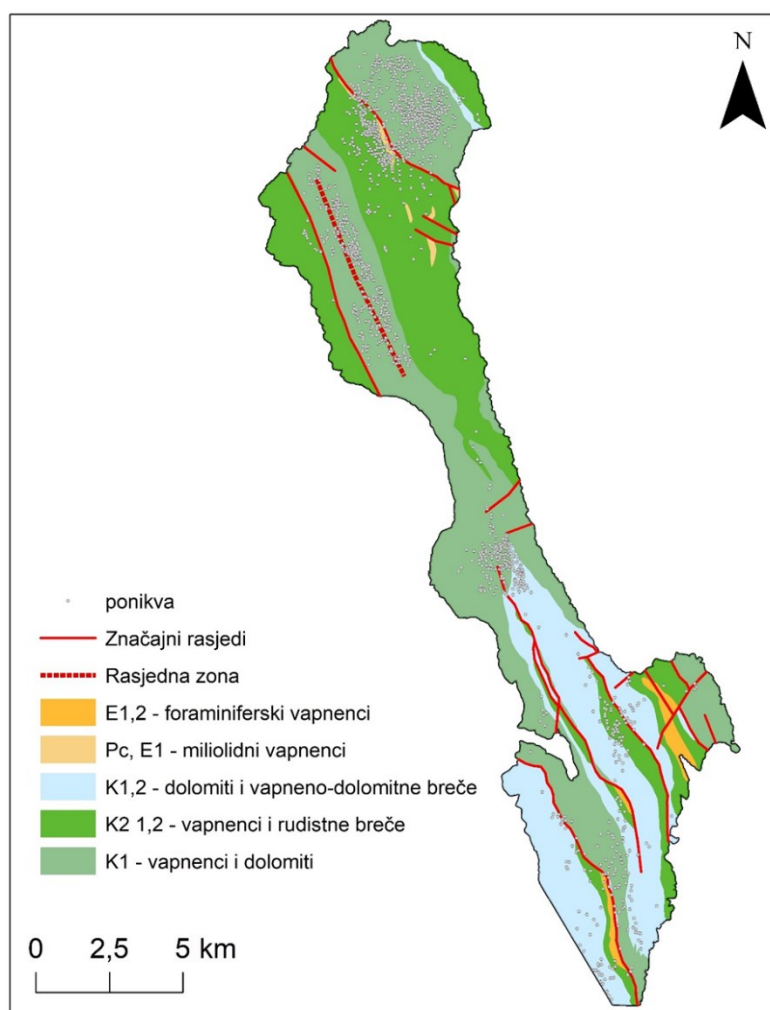 N
ponikva
Značajni rasjedi
Rasjedna zona
E1,2 - foraminiferski vapnenci
Pc, E1 - miliolidni vapnenci
K1,2 - dolomiti i vapneno-dolomitne breče
K2 1,2 - vapnenci i rudistne breče
K1 - vapnenci i dolomiti
0 2,5 5 km